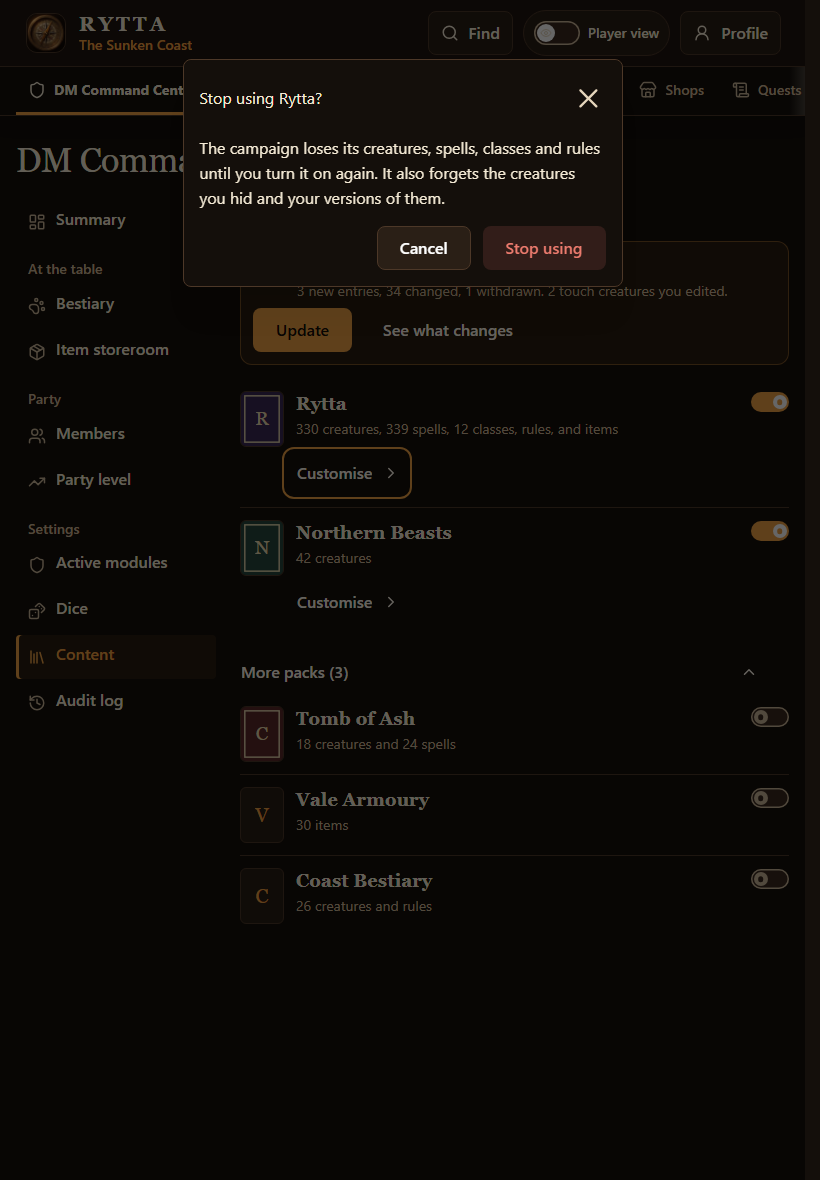 RYTTA
The Sunken Coast
Find
Player view
Profile
DM Command Cent
Shops
Quests
Stop using Rytta?
The campaign loses its creatures, spells, classes and rules
until you turn it on again. It also forgets the creatures
you hid and your versions of them.
Cancel
Stop using
DM Comma
Summary
At the table
Bestiary
Item storeroom
Party
Members
Party level
Settings
Active modules
Dice
Content
Audit log
3 new entries, 34 changed, 1 withdrawn. 2 touch creatures you edited.
Update
See what changes
R
Rytta
330 creatures, 339 spells, 12 classes, rules, and items
Customise
N
Northern Beasts
42 creatures
Customise
More packs (3)
C
Tomb of Ash
18 creatures and 24 spells
V
Vale Armoury
30 items
C
Coast Bestiary
26 creatures and rules